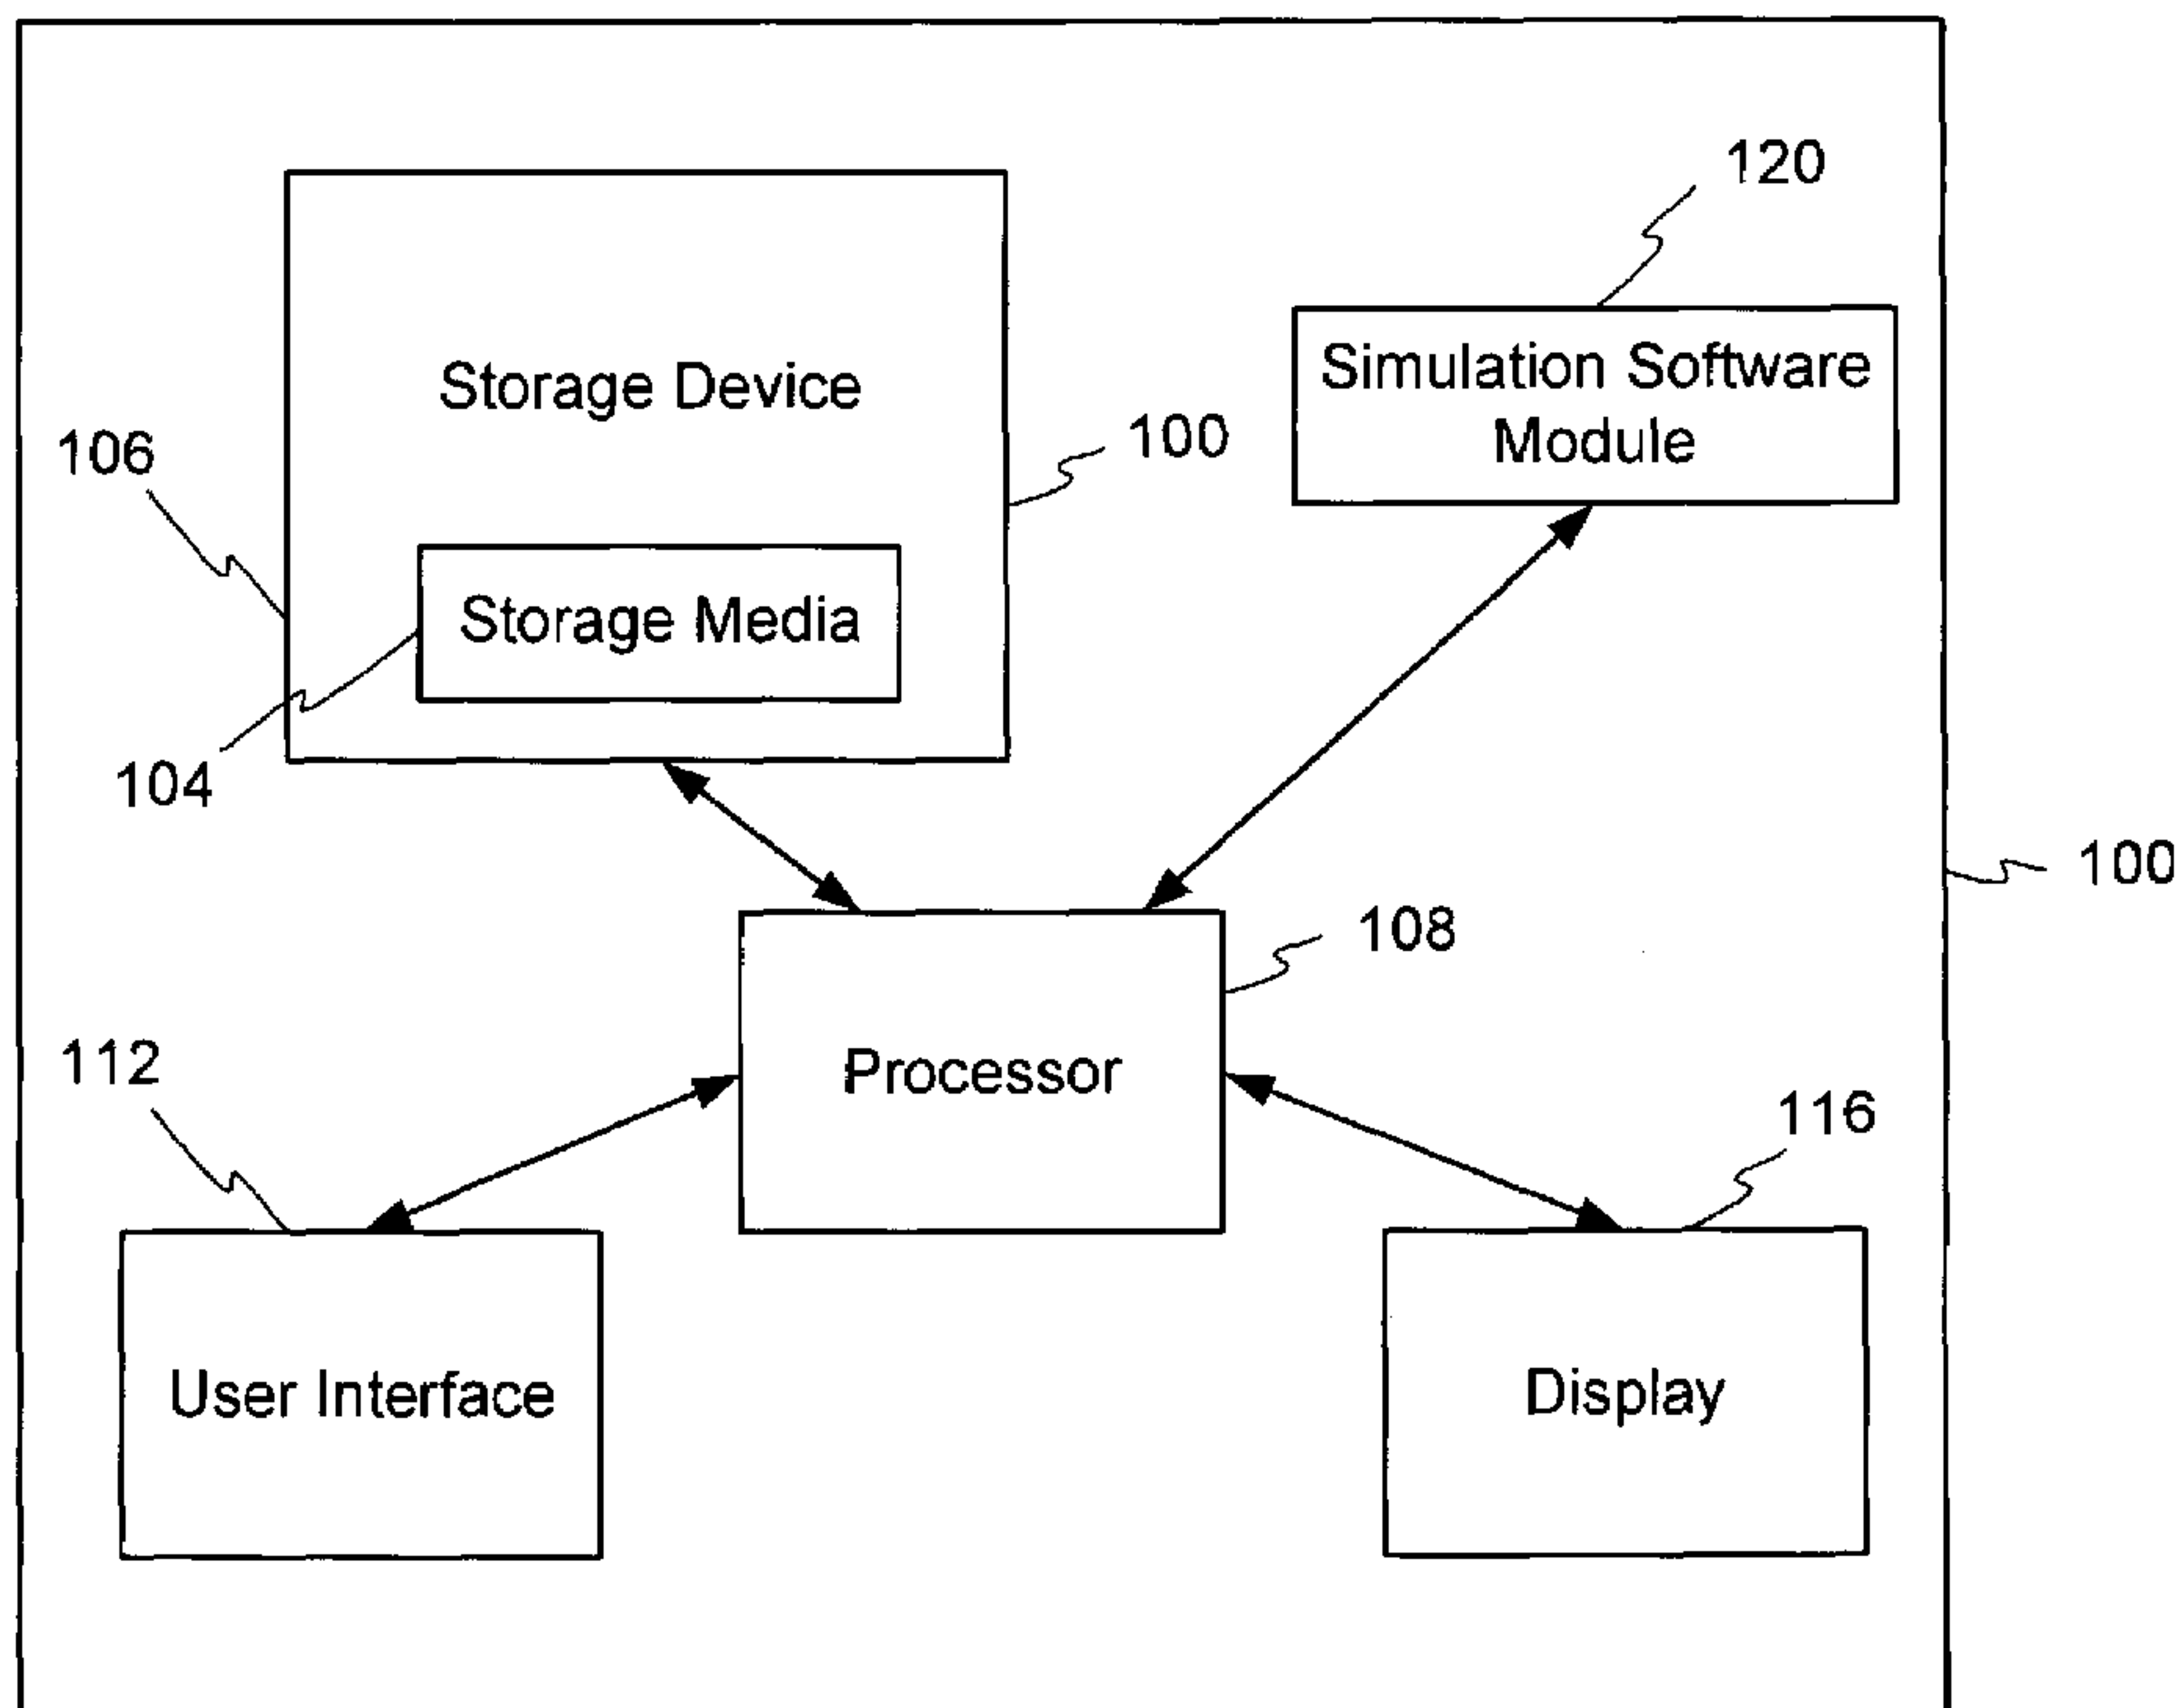 120
Simulation Software
Module
Storage Device
100
106
Storage Media
104
100
108
Processor
112
116
User Interface
Display